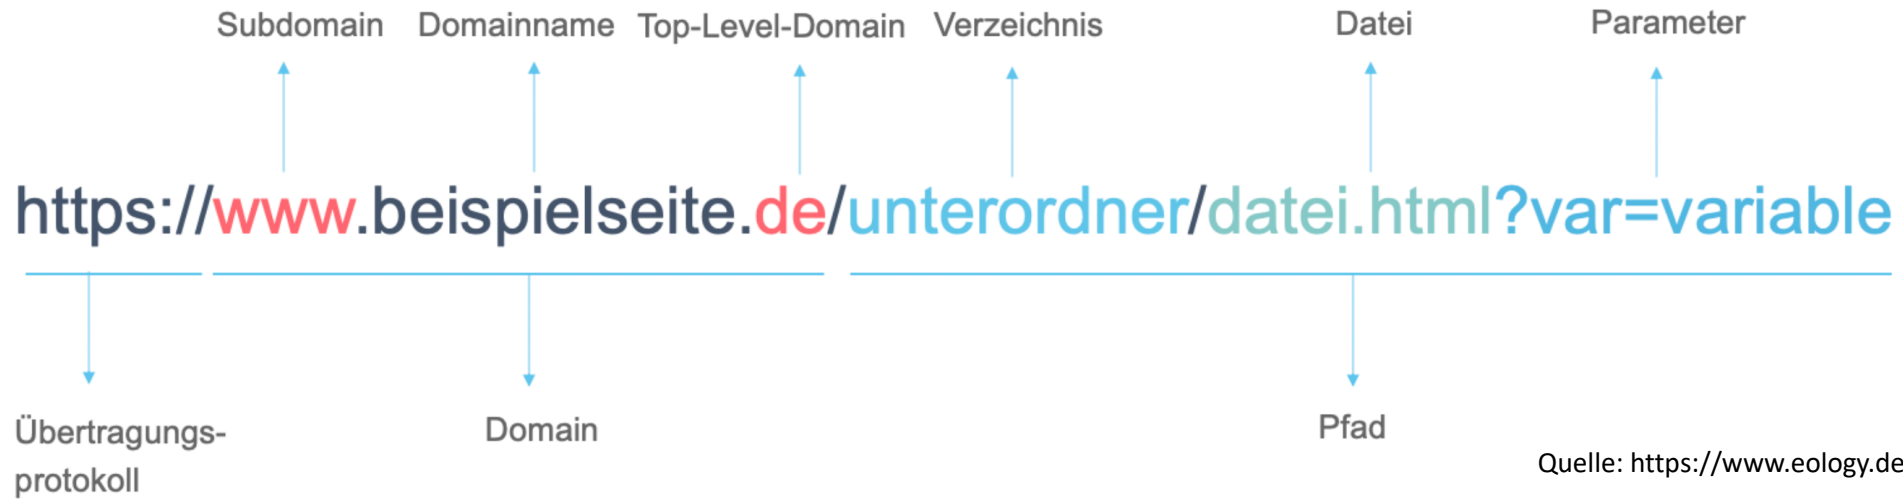 Subdomain Domainname Top-Level-Domain Verzeichnis Datei Parameter
https://www.beispielseite.de/unterordner/datei.html?var=variable
Übertragungs-
protokoll
Domain
Pfad
Quelle: https://www.eology.de